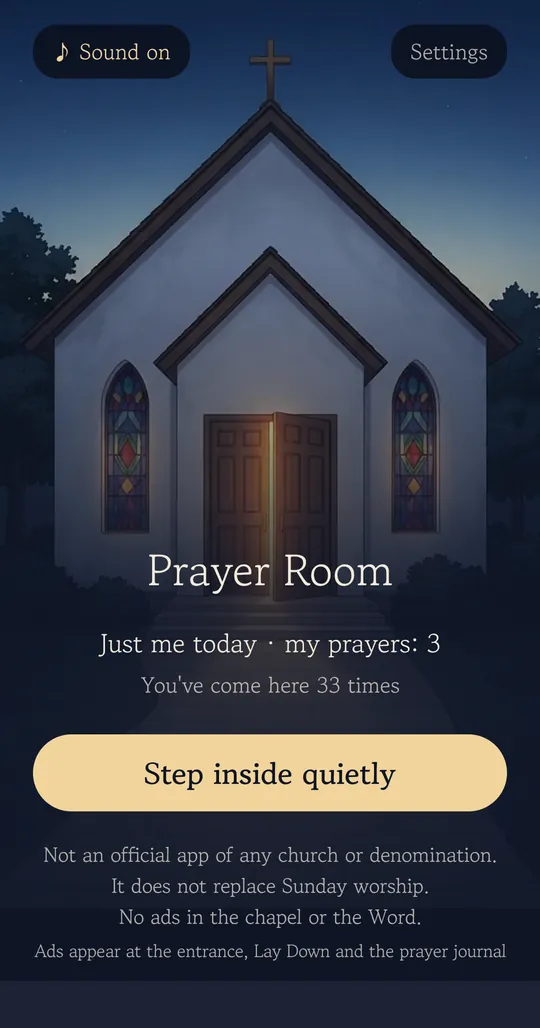 ♪ Sound on
Settings
Prayer Room
Just me today · my prayers: 3
You've come here 33 times
Step inside quietly
Not an official app of any church or denomination.
It does not replace Sunday worship.
No ads in the chapel or the Word.
Ads appear at the entrance, Lay Down and the prayer journal